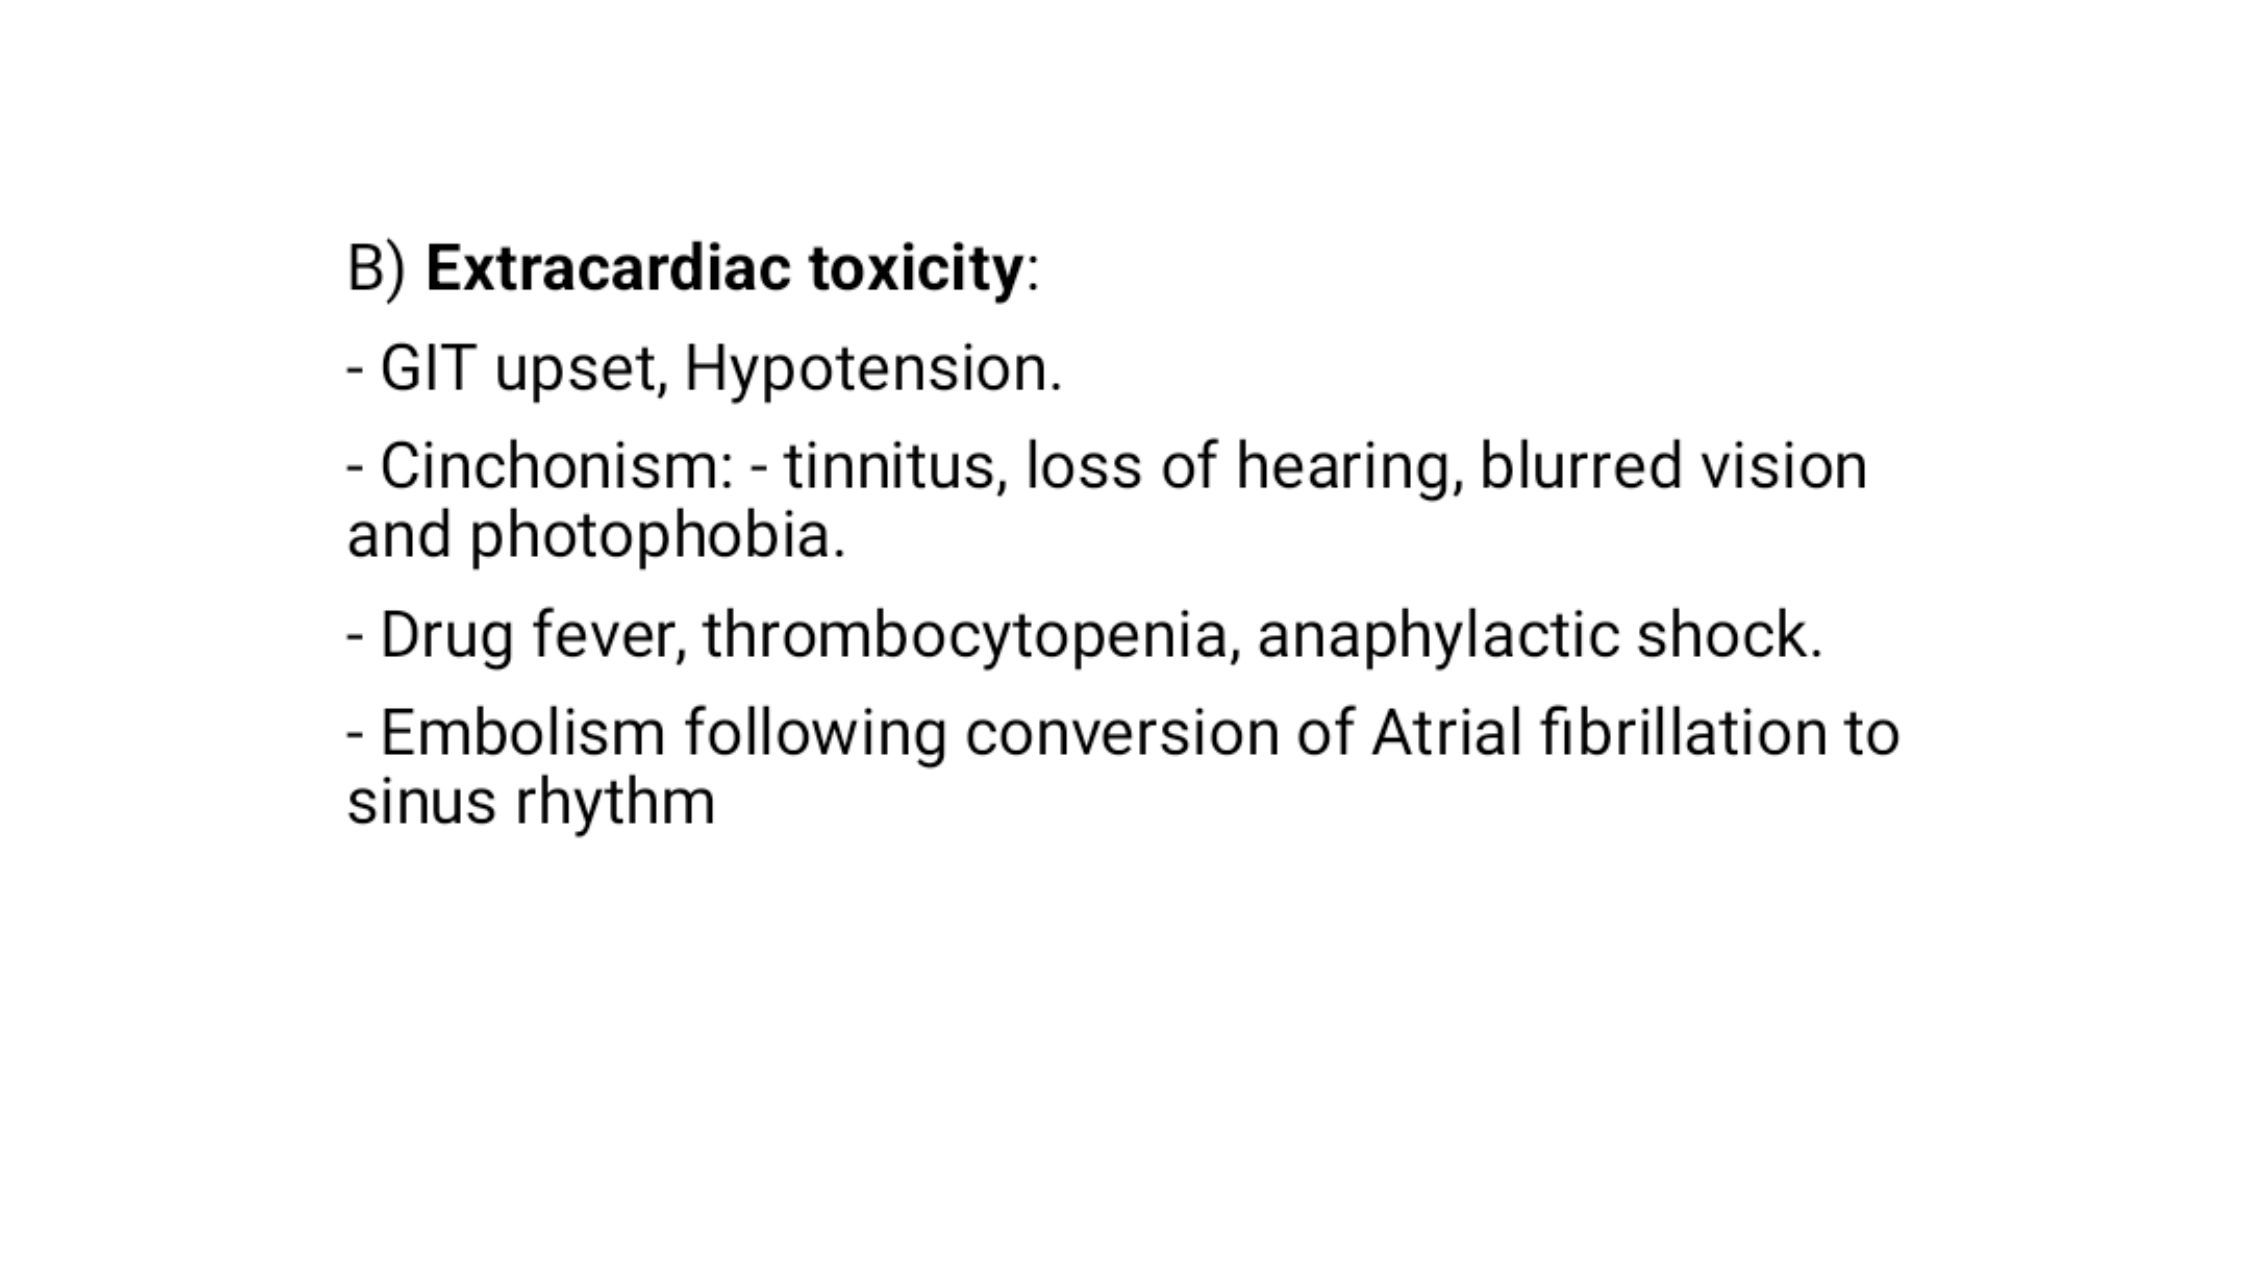 B) Extracardiac toxicity:
- GIT upset, Hypotension.
- Cinchonism: - tinnitus, loss of hearing, blurred vision
and photophobia.
- Drug fever, thrombocytopenia, anaphylactic shock.
- Embolism following conversion of Atrial fibrillation to
sinus rhythm